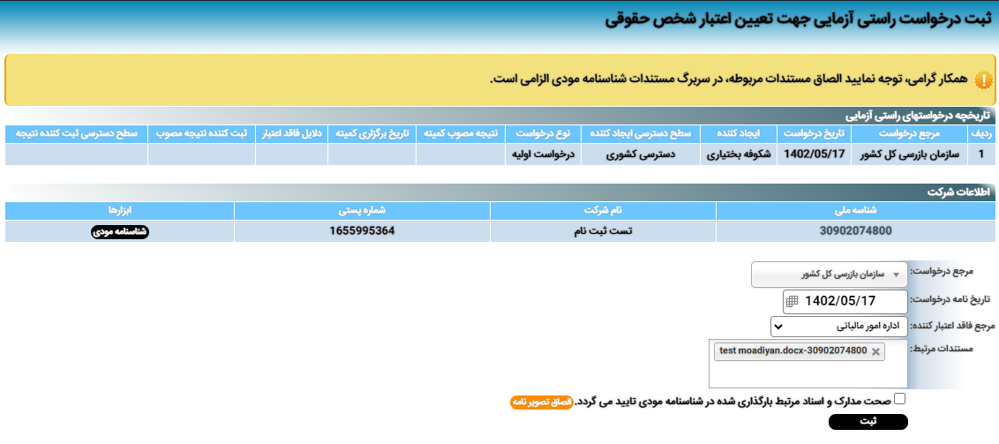 ثبت درخواست راستی آزمایی جهت تعیین اعتبار شخص حقوقی
همکار گرامی، توجه نمایید الصاق مستندات مربوطه، در سربرگ مستندات شناسنامه مودی الزامی است.
تاریخچه درخواستهای راستی آزمایی
ردیف مرجع درخواست تاریخ درخواست ایجاد کننده سطح دسترسی ایجاد کننده نوع درخواست نتیجه مصوب کمیته تاریخ برگزاری کمیته دلایل فاقد اعتبار ثبت کننده نتیجه مصوب سطح دسترسی ثبت کننده نتیجه
1 سازمان بازرسی کل کشور 1402/05/17 شکوفه بختیاری دسترسی کشوری درخواست اولیه
اطلاعات شرکت
شناسه ملی نام شرکت شماره پستی ابزارها
30902074800 تست ثبت نام 1655995364 شناسنامه مودی
مرجع درخواست: سازمان بازرسی کل کشور
تاریخ نامه درخواست: 1402/05/17
مرجع فاقد اعتبار کننده: اداره امور مالیاتی
مستندات مرتبط: test moadiyan.docx-30902074800
صحت مدارک و اسناد مرتبط بارگذاری شده در شناسنامه مودی تایید می گردد. الصاق تصویر نامه
ثبت